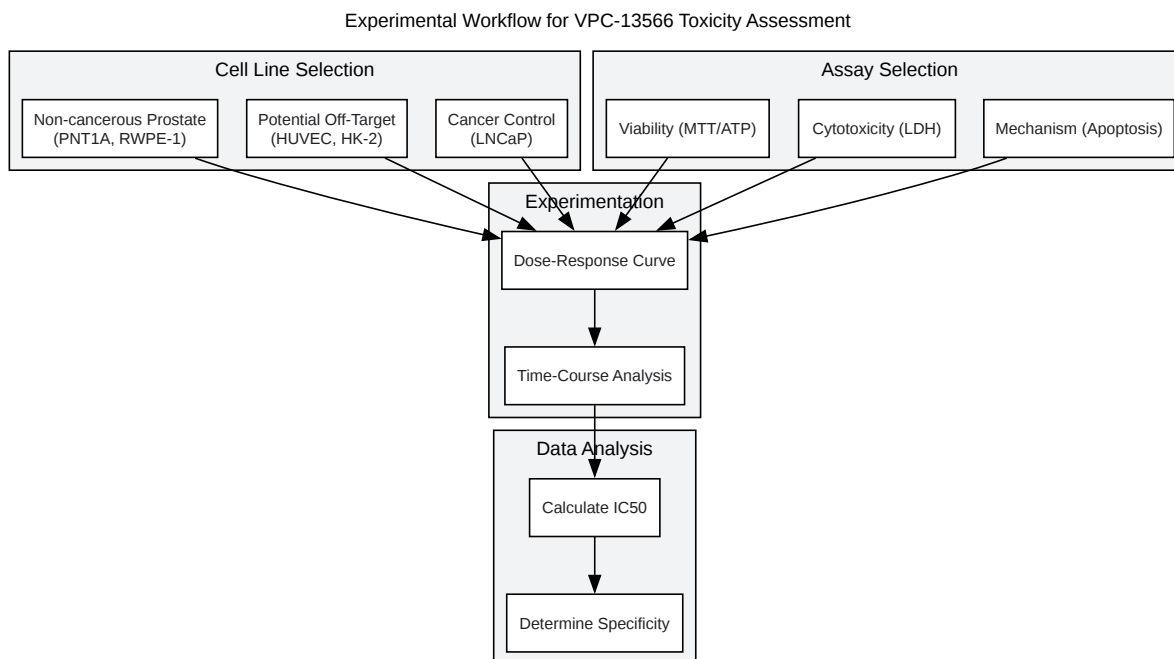 Experimental Workflow for VPC-13566 Toxicity Assessment
Cell Line Selection
Non-cancerous Prostate
(PNT1A, RWPE-1)
Potential Off-Target
(HUVEC, HK-2)
Cancer Control
(LNCaP)
Assay Selection
Viability (MTT/ATP)
Cytotoxicity (LDH)
Mechanism (Apoptosis)
Experimentation
Dose-Response Curve
Time-Course Analysis
Data Analysis
Calculate IC50
Determine Specificity